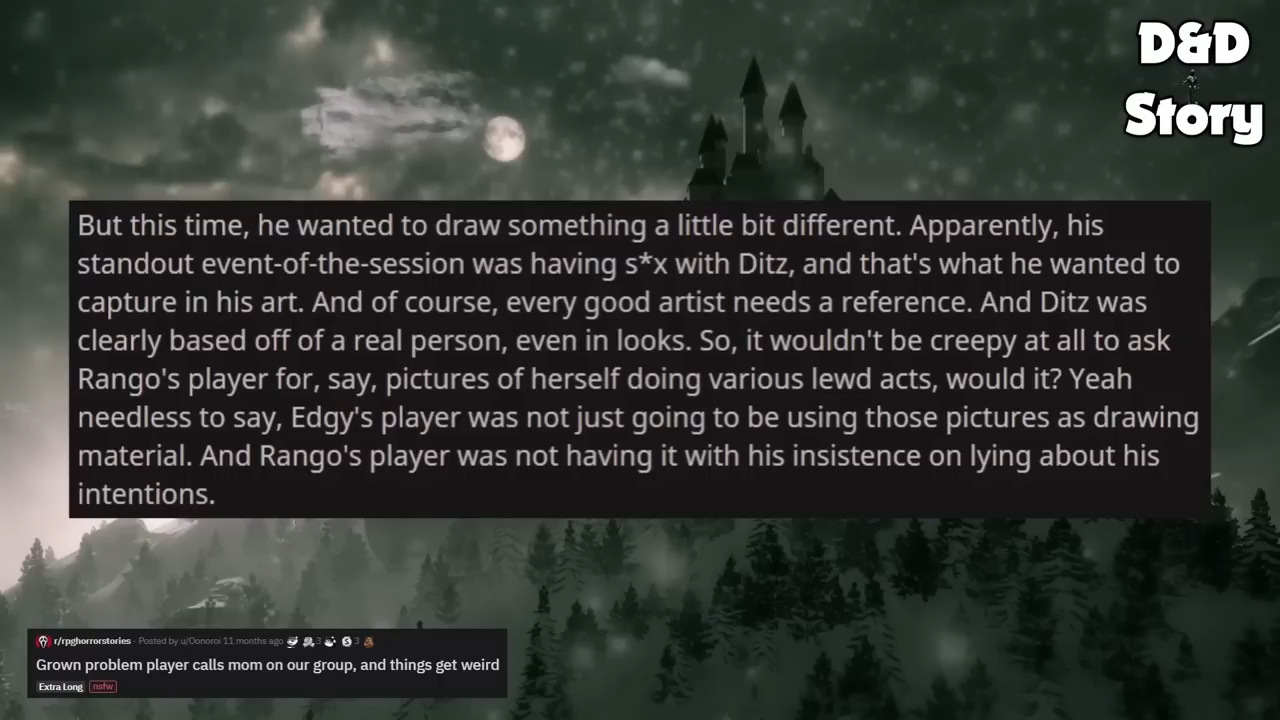 D&D
Story
But this time, he wanted to draw something a little bit different. Apparently, his
standout event-of-the-session was having s*x with Ditz, and that's what he wanted to
capture in his art. And of course, every good artist needs a reference. And Ditz was
clearly based off of a real person, even in looks. So, it wouldn't be creepy at all to ask
Rango's player for, say, pictures of herself doing various lewd acts, would it? Yeah
needless to say, Edgy's player was not just going to be using those pictures as drawing
material. And Rango's player was not having it with his insistence on lying about his
intentions.
r/rpghorrorstories · Posted by u/Oonoroi 11 months ago 3 3
Grown problem player calls mom on our group, and things get weird
Extra Long nsfw